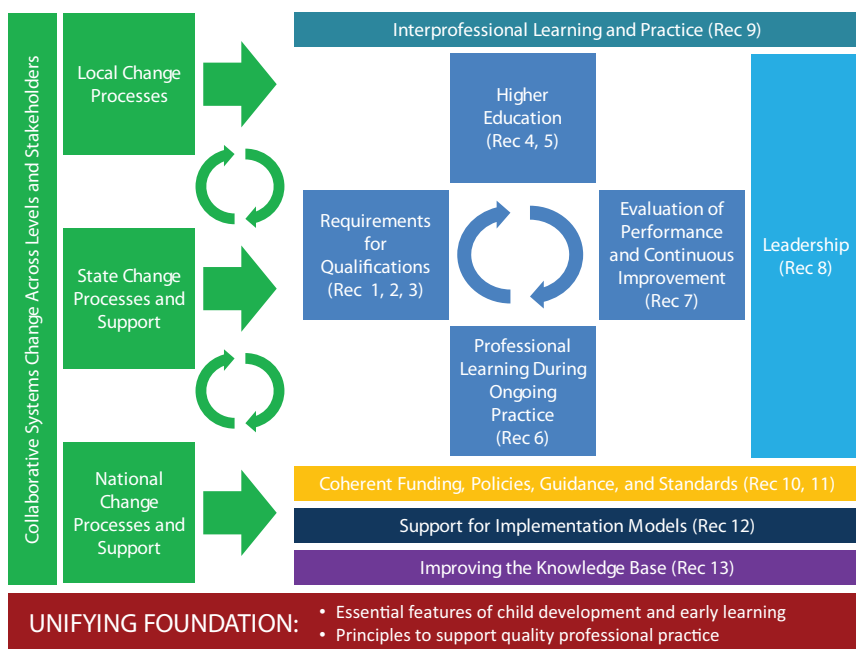 Collaborative Systems Change Across Levels and Stakeholders
Local Change
Processes
State Change
Processes and
Support
National
Change
Processes and
Support
Interprofessional Learning and Practice (Rec 9)
Higher
Education
(Rec 4, 5)
Requirements
for
Qualifications
(Rec 1, 2, 3)
Evaluation of
Performance
and Continuous
Improvement
(Rec 7)
Professional
Learning During
Ongoing
Practice
(Rec 6)
Leadership
(Rec 8)
Coherent Funding, Policies, Guidance, and Standards (Rec 10, 11)
Support for Implementation Models (Rec 12)
Improving the Knowledge Base (Rec 13)
UNIFYING FOUNDATION:
• Essential features of child development and early learning
• Principles to support quality professional practice